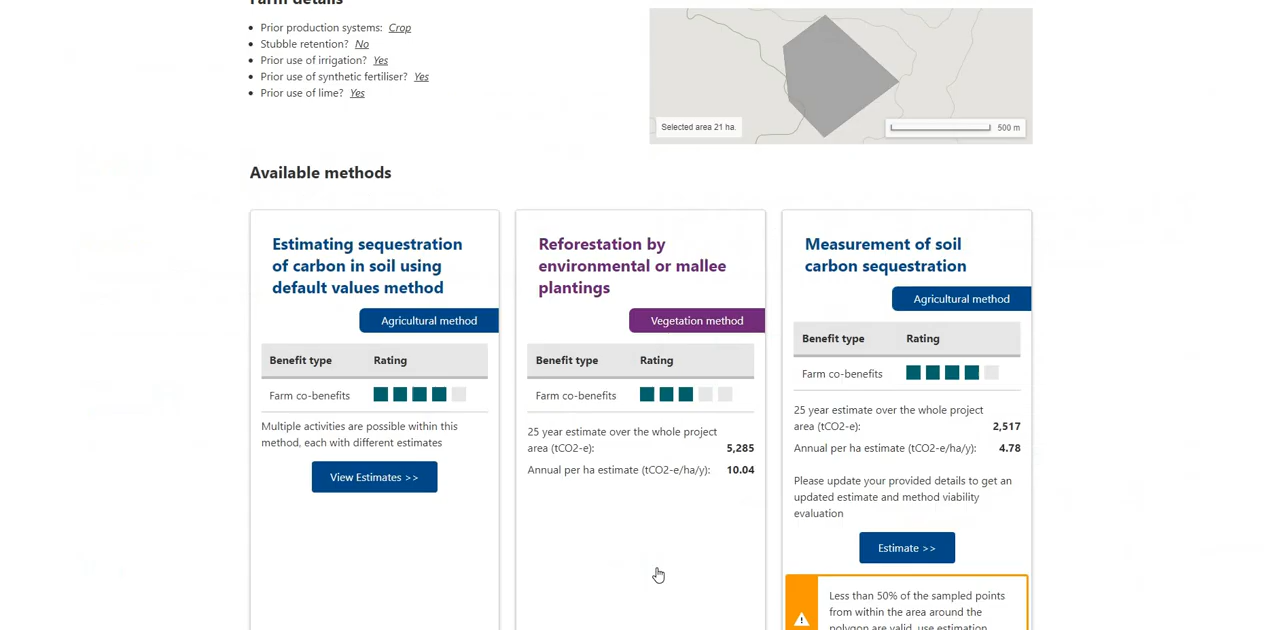 Farm details
Prior production systems: Crop
Stubble retention? No
Prior use of irrigation? Yes
Prior use of synthetic fertiliser? Yes
Prior use of lime? Yes
Selected area 21 ha.
500 m
Available methods
Estimating sequestration
of carbon in soil using
default values method
Agricultural method
Benefit type Rating
Farm co-benefits
Multiple activities are possible within this
method, each with different estimates
View Estimates >>
Reforestation by
environmental or mallee
plantings
Vegetation method
Benefit type Rating
Farm co-benefits
25 year estimate over the whole project
area (tCO2-e): 5,285
Annual per ha estimate (tCO2-e/ha/y): 10.04
Measurement of soil
carbon sequestration
Agricultural method
Benefit type Rating
Farm co-benefits
25 year estimate over the whole project
area (tCO2-e): 2,517
Annual per ha estimate (tCO2-e/ha/y): 4.78
Please update your provided details to get an
updated estimate and method viability
evaluation
Estimate >>
Less than 50% of the sampled points
from within the area around the
polygon are valid, use estimation